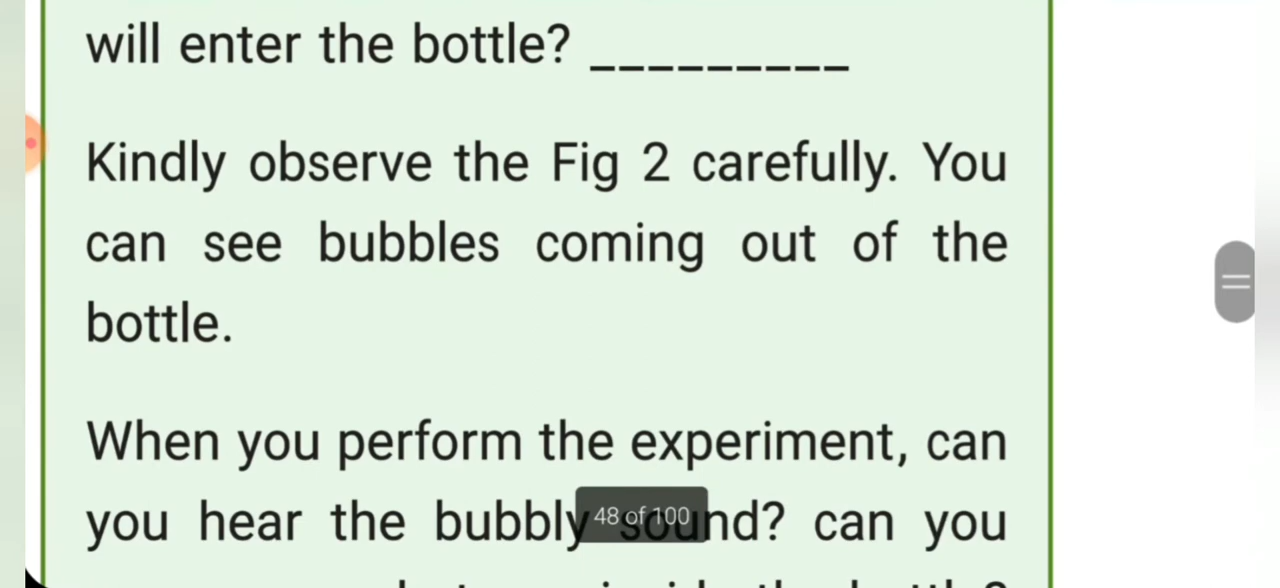 will enter the bottle? _________
Kindly observe the Fig 2 carefully. You
can see bubbles coming out of the
bottle.
When you perform the experiment, can
you hear the bubbly sound? can you
48 of 100